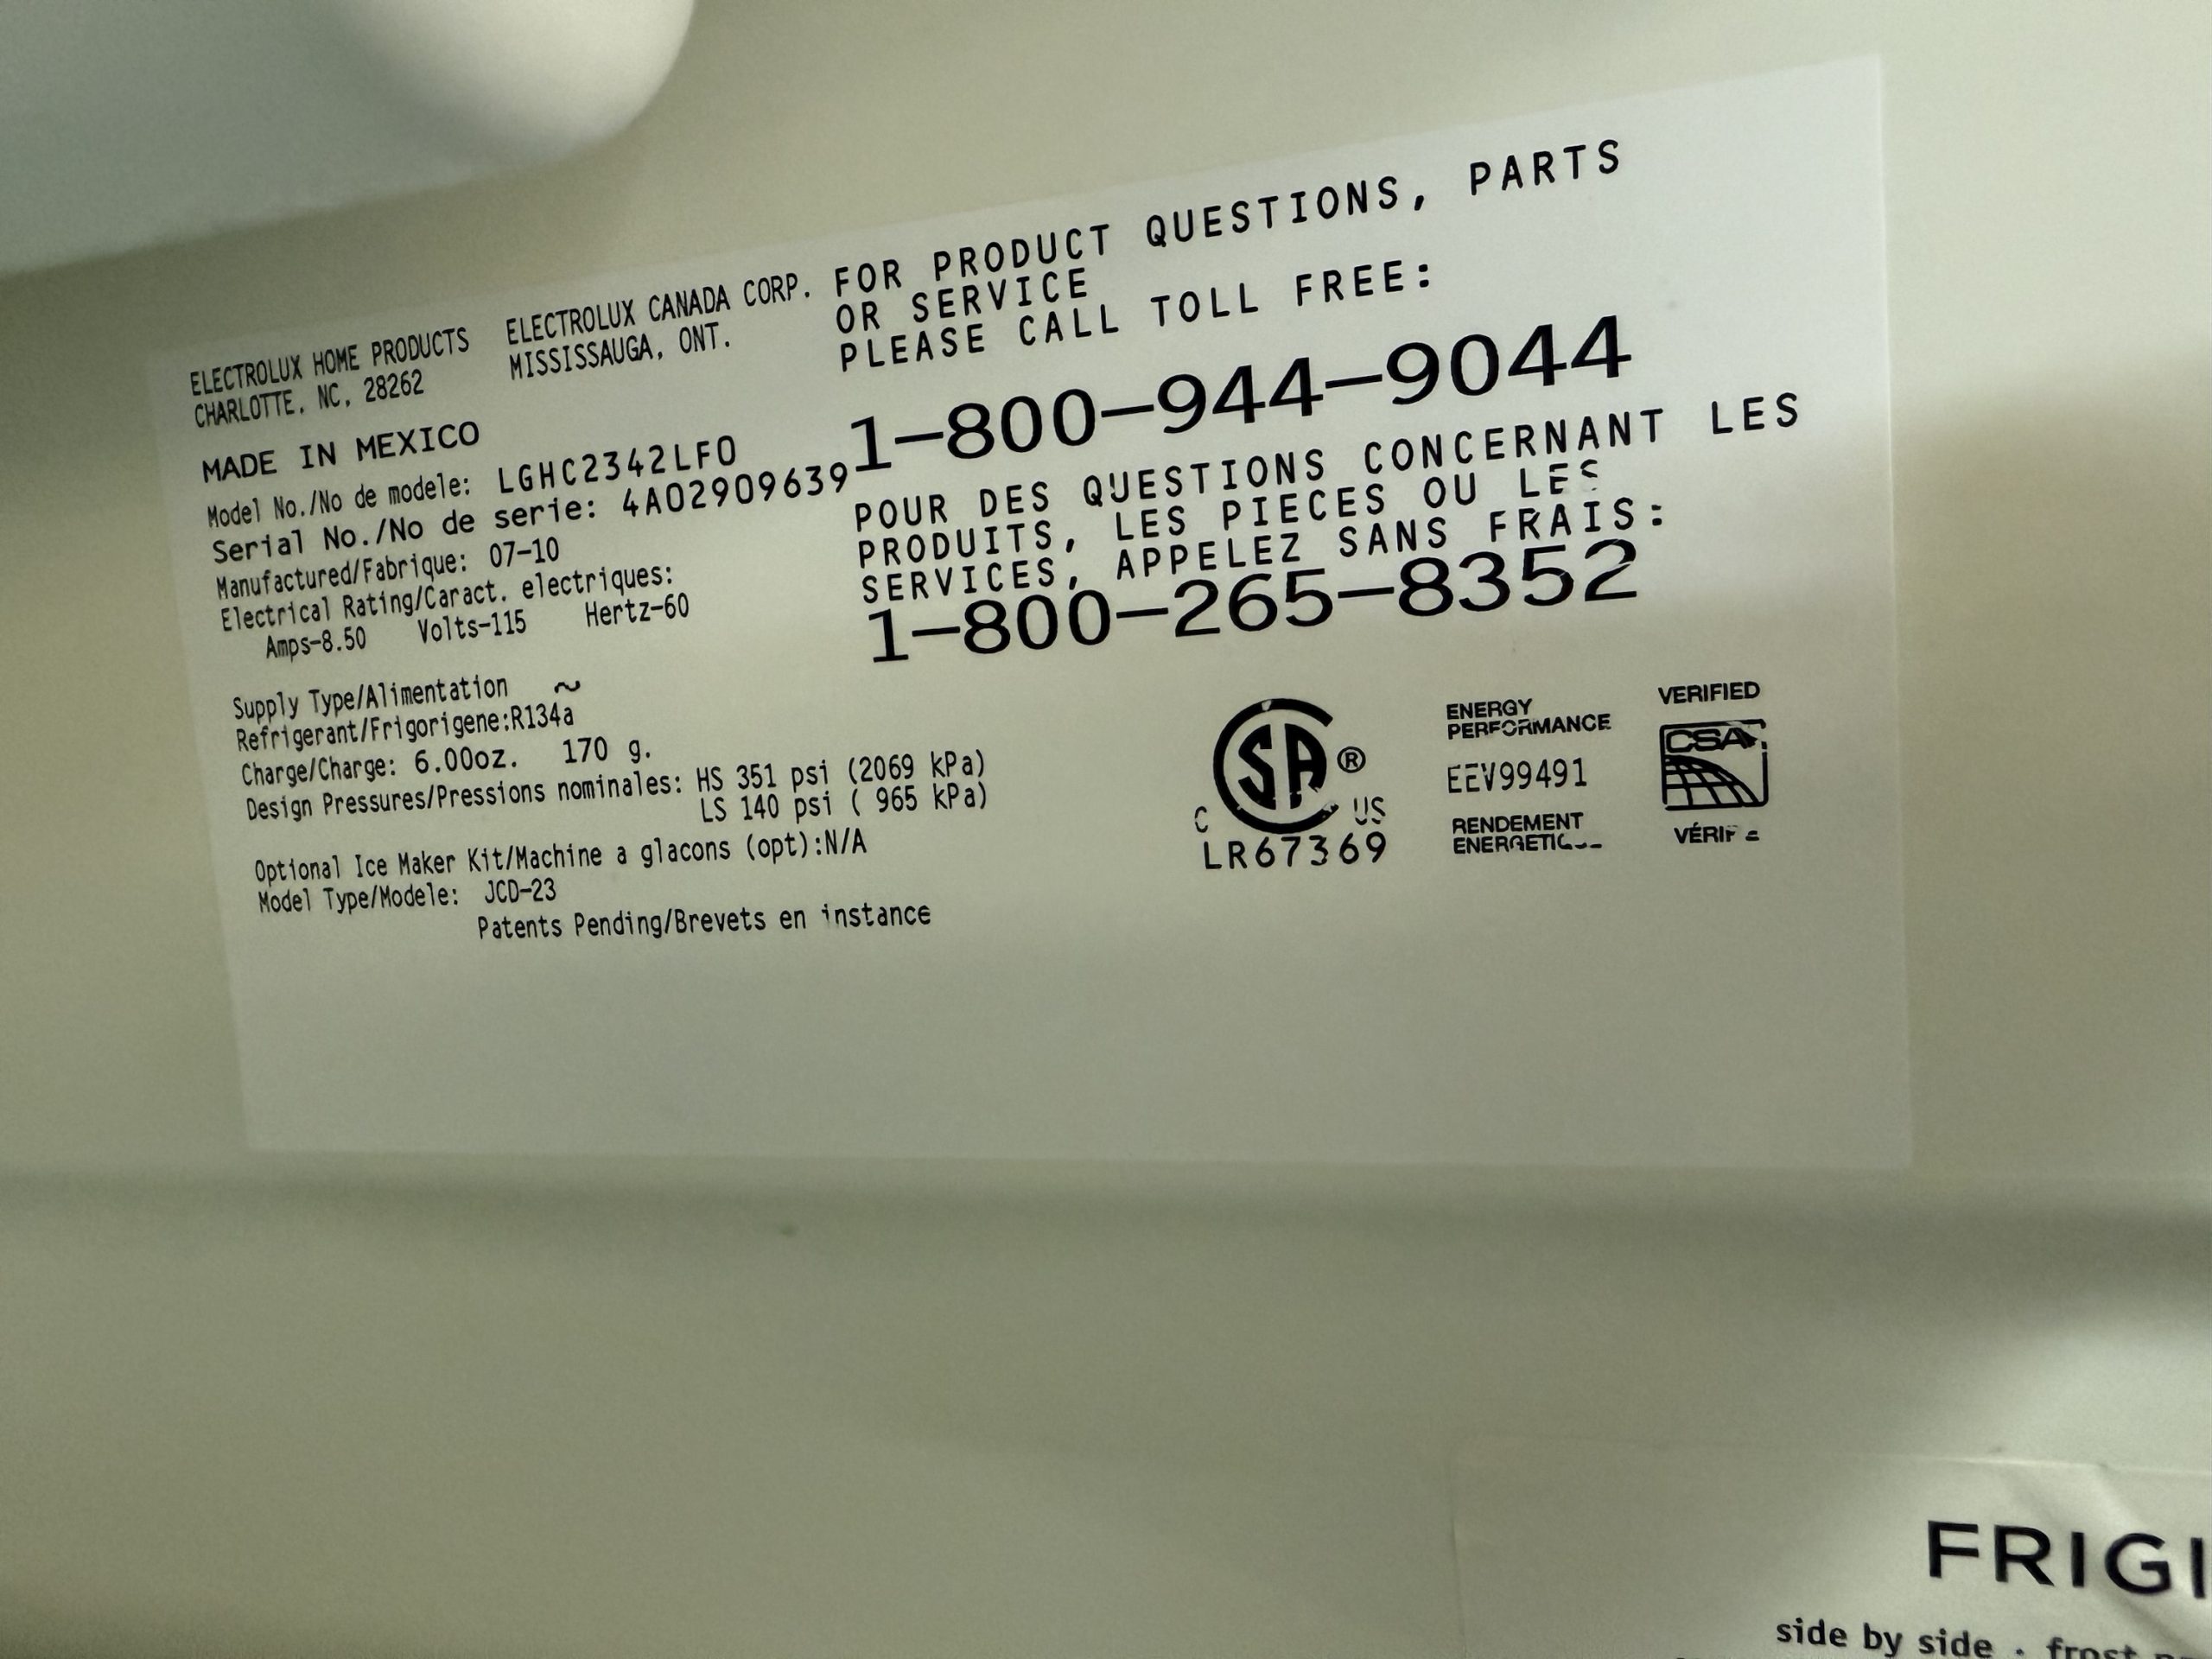 ELECTROLUX HOME PRODUCTS
CHARLOTTE, NC, 28262
ELECTROLUX CANADA CORP.
MISSISSAUGA, ONT.
MADE IN MEXICO
Model No./No de modele: LGHC2342LF0
Serial No./No de serie: 4A02909639
Manufactured/Fabrique: 07-10
Electrical Rating/Caract. electriques:
Amps-8.50 Volts-115 Hertz-60
Supply Type/Alimentation ~
Refrigerant/Frigorigene:R134a
Charge/Charge: 6.00oz. 170 g.
Design Pressures/Pressions nominales: HS 351 psi (2069 kPa)
LS 140 psi ( 965 kPa)
Optional Ice Maker Kit/Machine a glacons (opt):N/A
Model Type/Modele: JCD-23
Patents Pending/Brevets en instance
FOR PRODUCT QUESTIONS, PARTS
OR SERVICE
PLEASE CALL TOLL FREE:
1-800-944-9044
POUR DES QUESTIONS CONCERNANT LES
PRODUITS, LES PIECES OU LES
SERVICES, APPELEZ SANS FRAIS:
1-800-265-8352
SA ®
C US
LR67369
ENERGY
PERFORMANCE
EEV99491
RENDEMENT
VERIFIED
CSA
FRIGI
side by side · frost